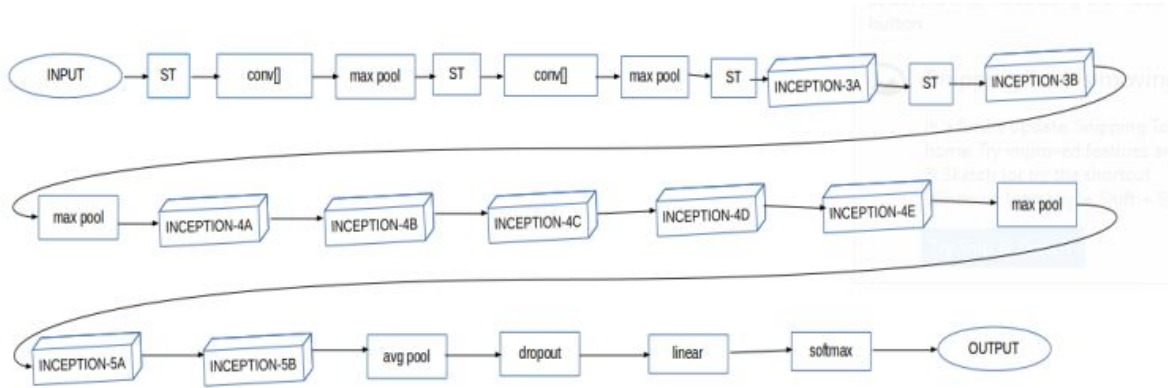 INPUT
ST
conv[]
max pool
ST
conv[]
max pool
ST
INCEPTION-3A
ST
INCEPTION-3B
max pool
INCEPTION-4A
INCEPTION-4B
INCEPTION-4C
INCEPTION-4D
INCEPTION-4E
max pool
INCEPTION-5A
INCEPTION-5B
avg pool
dropout
linear
softmax
OUTPUT